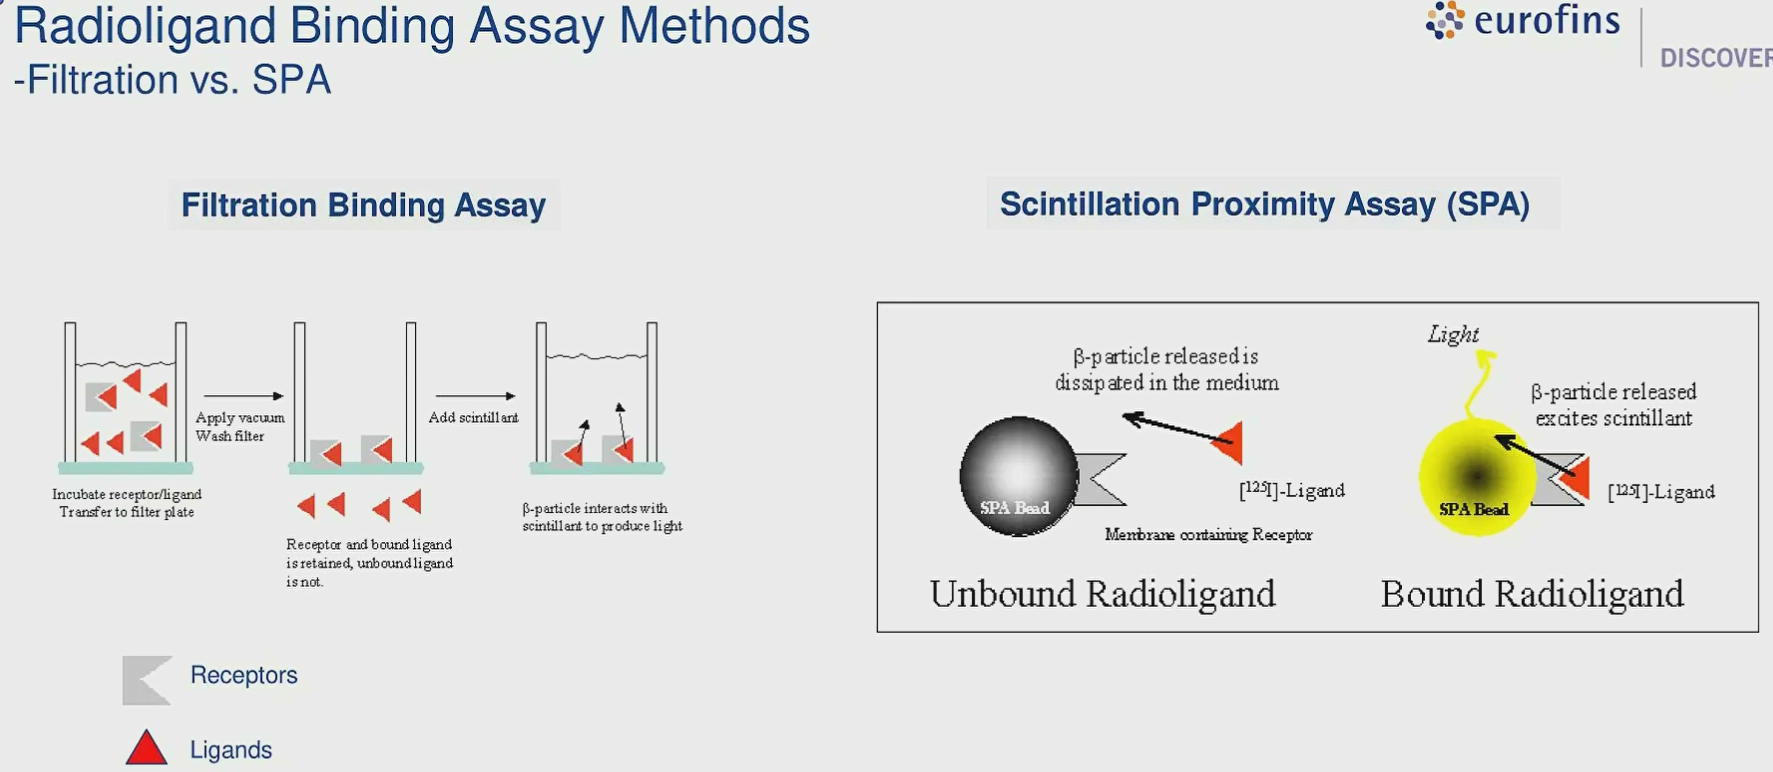 Radioligand Binding Assay Methods
-Filtration vs. SPA
eurofins
DISCOVER
Filtration Binding Assay
Scintillation Proximity Assay (SPA)
Apply vacuum
Wash filter
Add scintillant
Incubate receptor/ligand
Transfer to filter plate
Receptor and bound ligand
is retained, unbound ligand
is not.
β-particle interacts with
scintillant to produce light
Receptors
Ligands
β-particle released is
dissipated in the medium
SPA Bead
[125I]-Ligand
Membrane containing Receptor
Unbound Radioligand
Light
β-particle released
excites scintillant
SPA Bead
[125I]-Ligand
Bound Radioligand